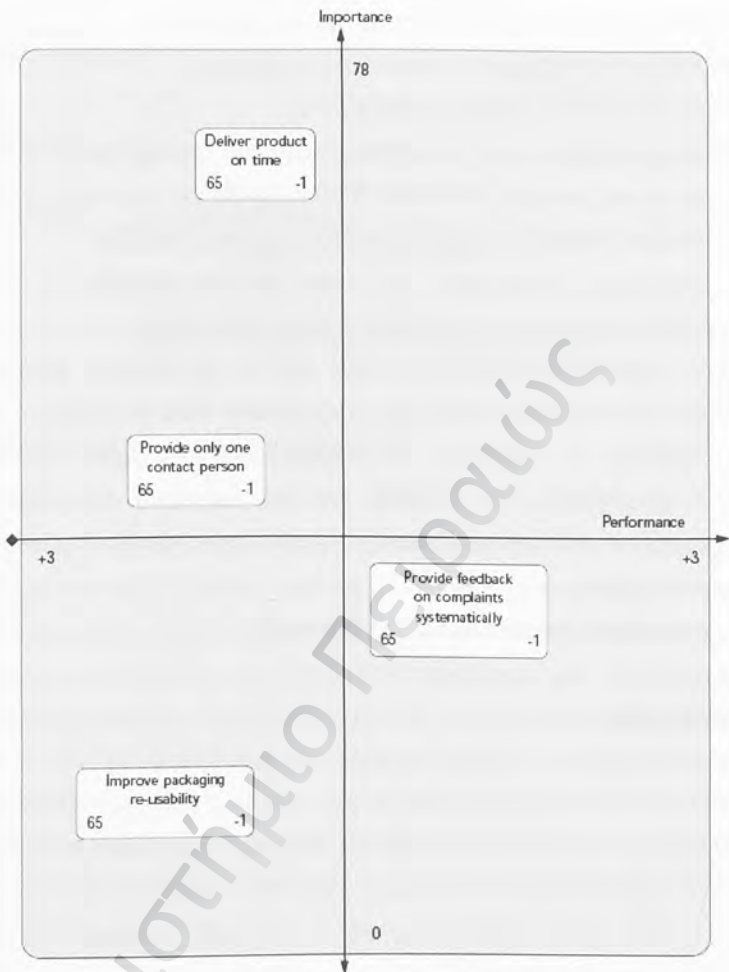 Importance
78
Deliver product
on time
65 -1
Provide only one
contact person
65 -1
Performance
+3 +3
Provide feedback
on complaints
systematically
65 -1
Improve packaging
re-usability
65 -1
0
Πειραιώς